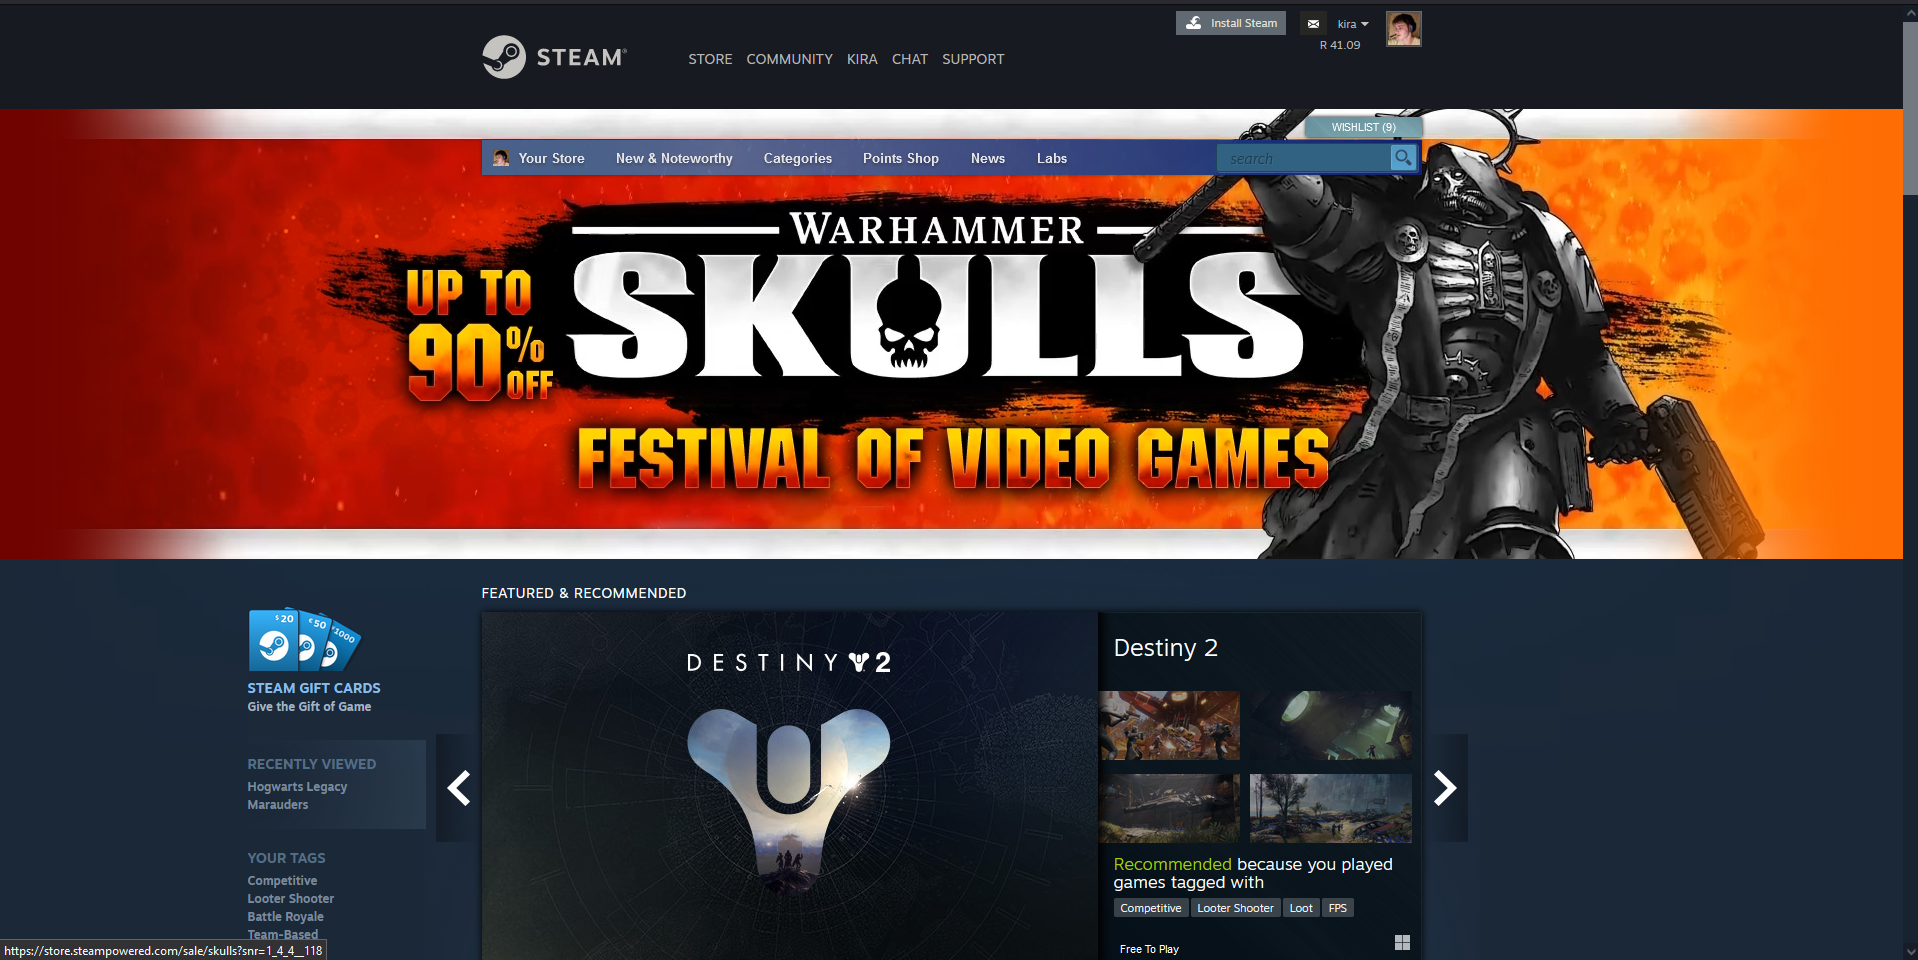 Install Steam
kira
R 41.09
STEAM®
STORE COMMUNITY KIRA CHAT SUPPORT
WISHLIST (9)
Your Store New & Noteworthy Categories Points Shop News Labs search
WARHAMMER
SKULLS
UP TO
90% OFF
FESTIVAL OF VIDEO GAMES
FEATURED & RECOMMENDED
$20 €50 1000
STEAM GIFT CARDS
Give the Gift of Game
RECENTLY VIEWED
Hogwarts Legacy
Marauders
YOUR TAGS
Competitive
Looter Shooter
Battle Royale
Team-Based
DESTINY 2
Destiny 2
Recommended because you played
games tagged with
Competitive Looter Shooter Loot FPS
Free To Play
https://store.steampowered.com/sale/skulls?snr=1_4_4__118